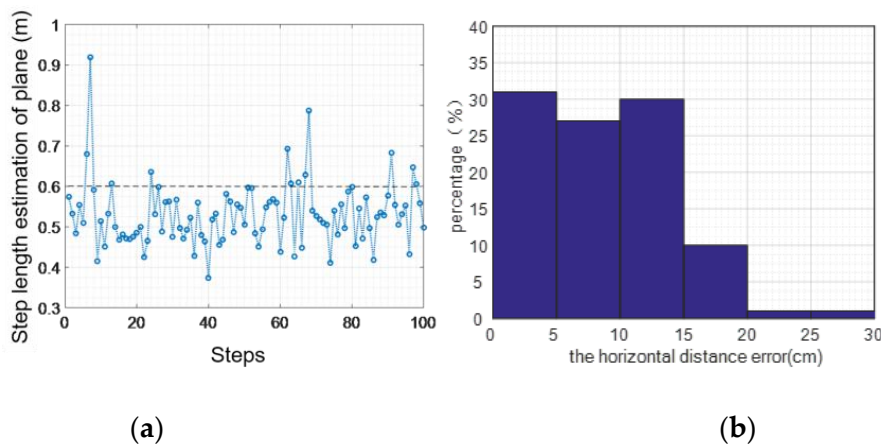 Step length estimation of plane (m)
1
0.9
0.8
0.7
0.6
0.5
0.4
0.3
0 20 40 60 80 100
Steps
(a)
percentage（%）
40
35
30
25
20
15
10
5
0
0 5 10 15 20 25 30
the horizontal distance error(cm)
(b)